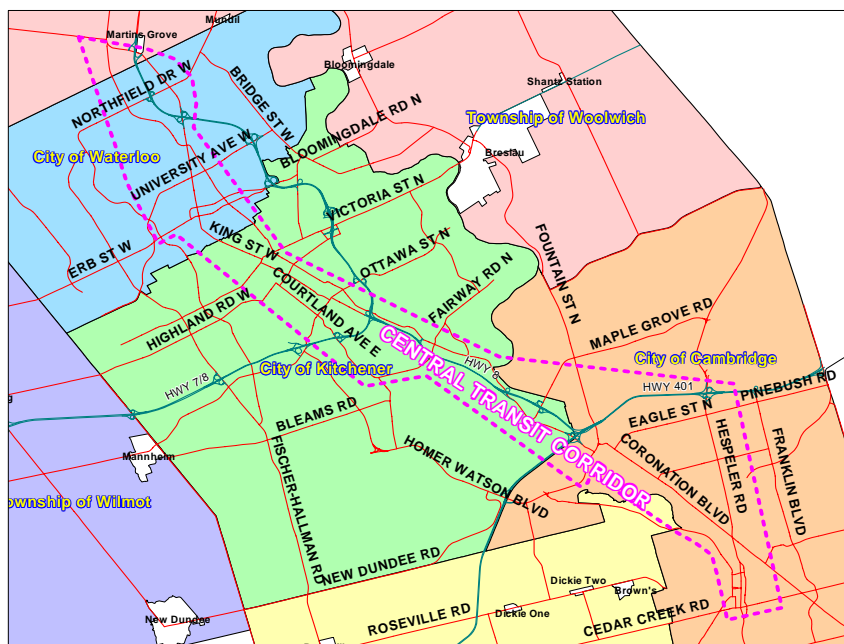 Mundil
Martins Grove
Bloomingdale
Shantz Station
NORTHFIELD DR W
BRIDGE ST W
Township of Woolwich
BLOOMINGDALE RD N
City of Waterloo
UNIVERSITY AVE W
Breslau
VICTORIA ST N
ERB ST W
KING ST W
OTTAWA ST N
FOUNTAIN ST N
COURTLAND AVE E
FAIRWAY RD N
HIGHLAND RD W
MAPLE GROVE RD
CENTRAL TRANSIT CORRIDOR
City of Kitchener
HWY 8
City of Cambridge
HWY 7/8
HWY 401
PINEBUSH RD
g
BLEAMS RD
EAGLE ST N
Mannheim
FISCHER-HALLMAN RD
HOMER WATSON BLVD
CORONATION BLVD
HESPELER RD
FRANKLIN BLVD
ownship of Wilmot
NEW DUNDEE RD
Dickie Two
Brown's
New Dundee
ROSEVILLE RD
Dickie One
CEDAR CREEK RD